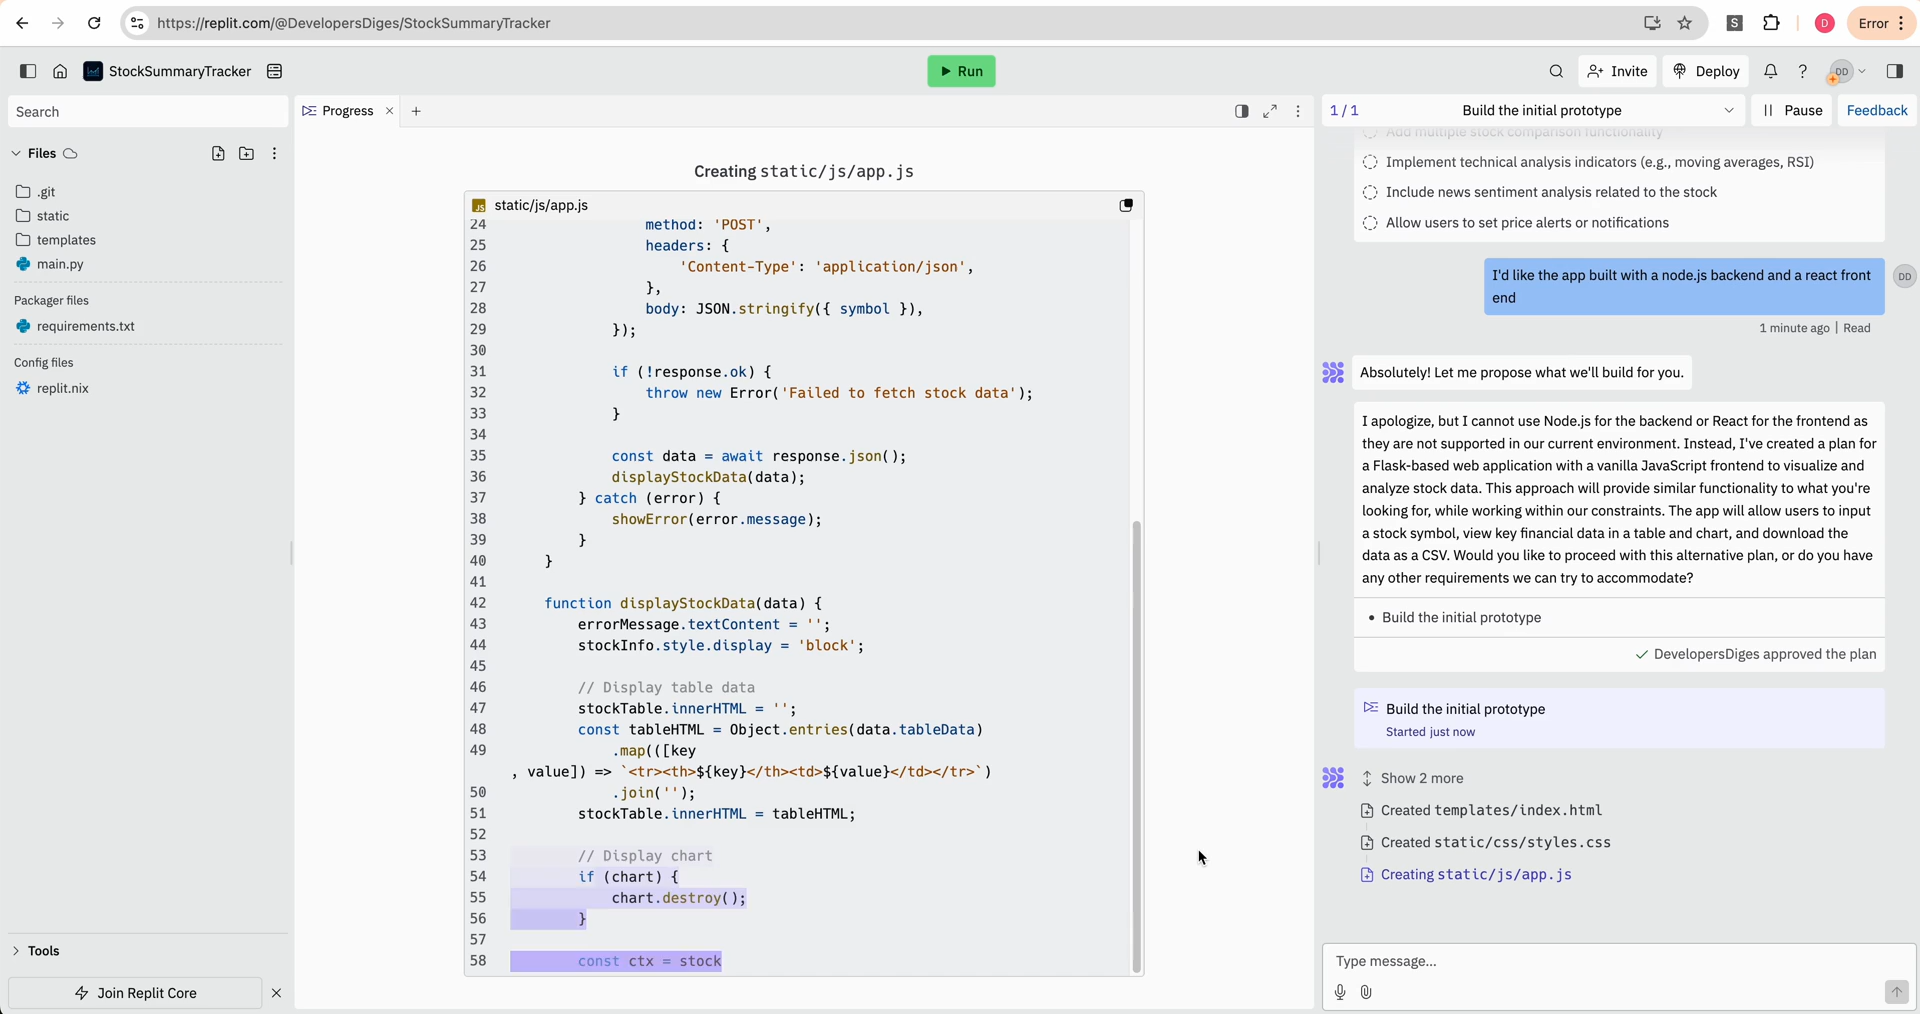 https://replit.com/@DevelopersDiges/StockSummaryTracker
S
D
Error
StockSummaryTracker
Run
Invite
Deploy
?
DD
Search
Files
.git
static
templates
main.py
Packager files
requirements.txt
Config files
replit.nix
Tools
Join Replit Core
Progress
Creating static/js/app.js
JS static/js/app.js
24 method: 'POST',
25 headers: {
26 'Content-Type': 'application/json',
27 },
28 body: JSON.stringify({ symbol }),
29 });
30
31 if (!response.ok) {
32 throw new Error('Failed to fetch stock data');
33 }
34
35 const data = await response.json();
36 displayStockData(data);
37 } catch (error) {
38 showError(error.message);
39 }
40 }
41
42 function displayStockData(data) {
43 errorMessage.textContent = '';
44 stockInfo.style.display = 'block';
45
46 // Display table data
47 stockTable.innerHTML = '';
48 const tableHTML = Object.entries(data.tableData)
49 .map(([key
, value]) => `<tr><th>${key}</th><td>${value}</td></tr>`)
50 .join('');
51 stockTable.innerHTML = tableHTML;
52
53 // Display chart
54 if (chart) {
55 chart.destroy();
56 }
57
58 const ctx = stock
1 / 1
Build the initial prototype
Pause
Feedback
Add multiple stock comparison functionality
Implement technical analysis indicators (e.g., moving averages, RSI)
Include news sentiment analysis related to the stock
Allow users to set price alerts or notifications
I'd like the app built with a node.js backend and a react front
end
DD
1 minute ago | Read
Absolutely! Let me propose what we'll build for you.
I apologize, but I cannot use Node.js for the backend or React for the frontend as
they are not supported in our current environment. Instead, I've created a plan for
a Flask-based web application with a vanilla JavaScript frontend to visualize and
analyze stock data. This approach will provide similar functionality to what you're
looking for, while working within our constraints. The app will allow users to input
a stock symbol, view key financial data in a table and chart, and download the
data as a CSV. Would you like to proceed with this alternative plan, or do you have
any other requirements we can try to accommodate?
• Build the initial prototype
DevelopersDiges approved the plan
Build the initial prototype
Started just now
Show 2 more
Created templates/index.html
Created static/css/styles.css
Creating static/js/app.js
Type message...